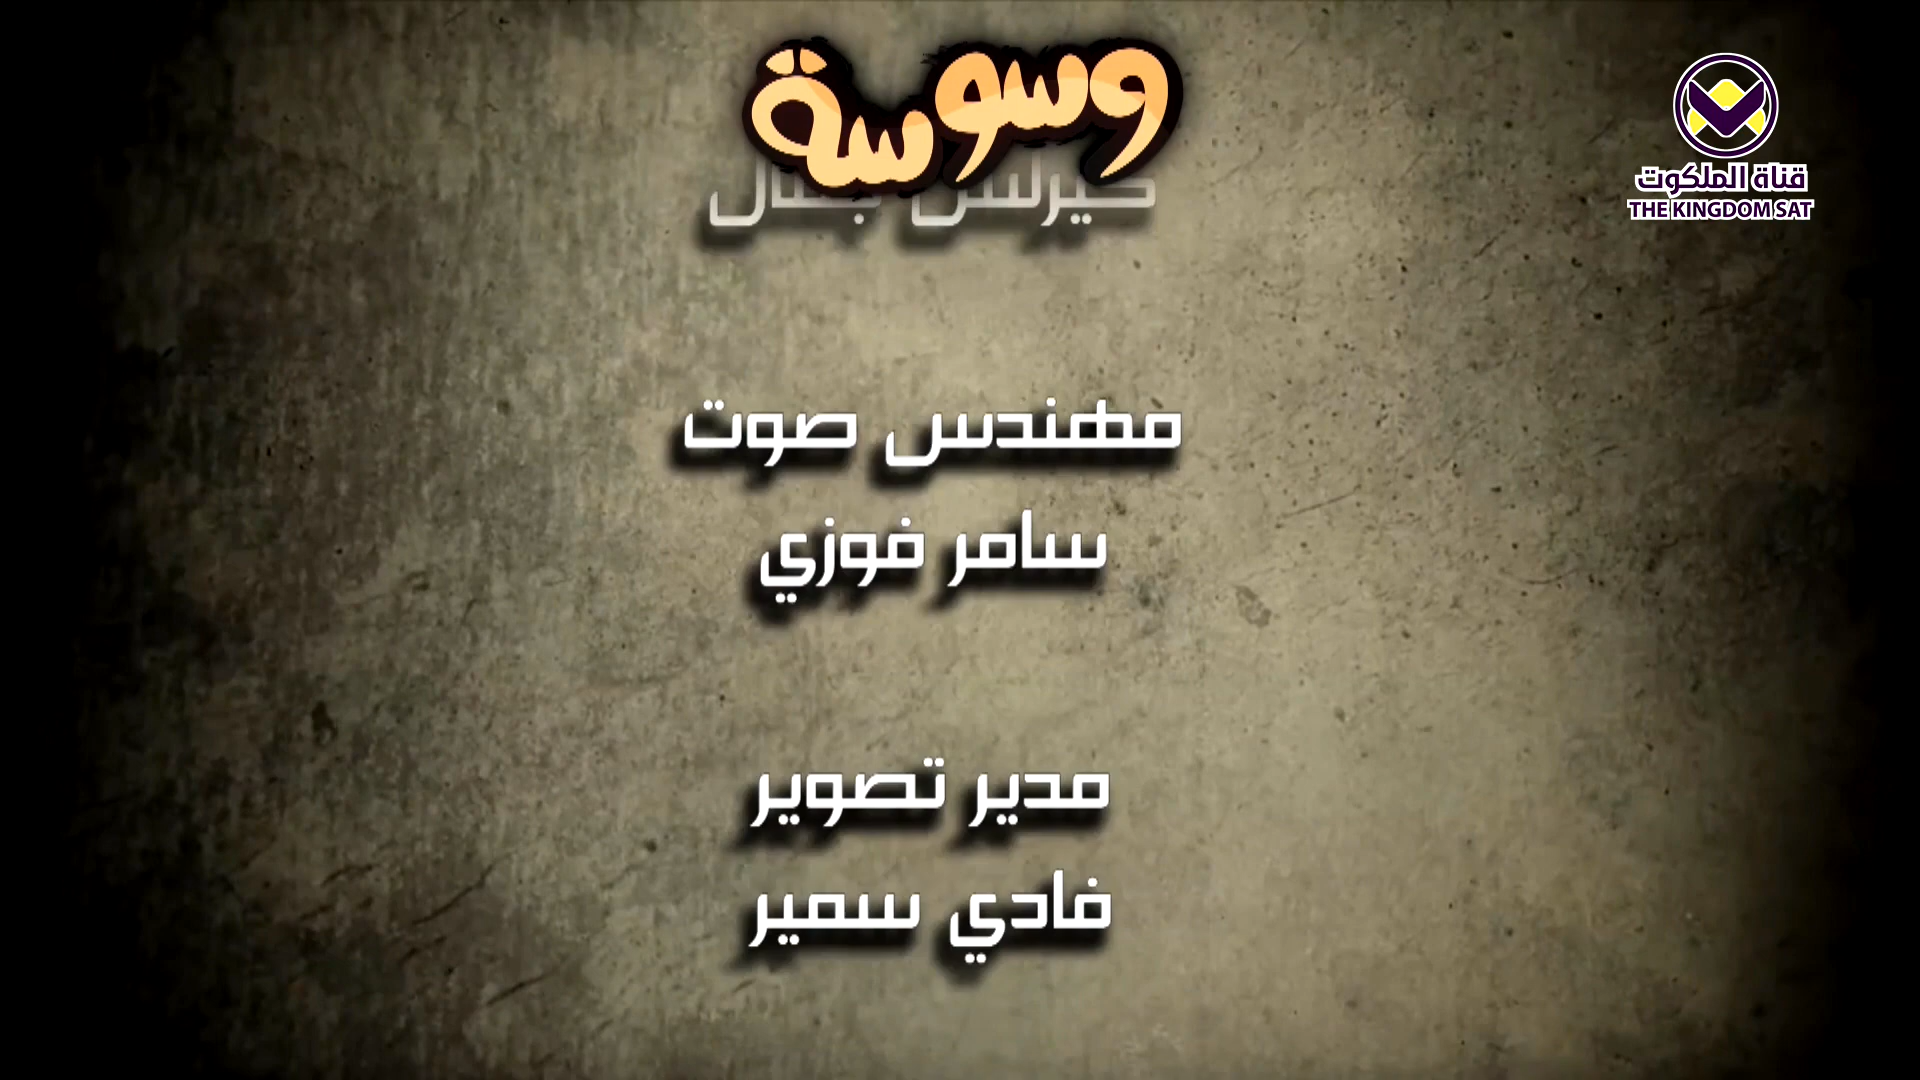 وسوسة
قناة الملكوت
THE KINGDOM SAT
مهندس صوت
سامر فوزي
مدير تصوير
فادي سمير